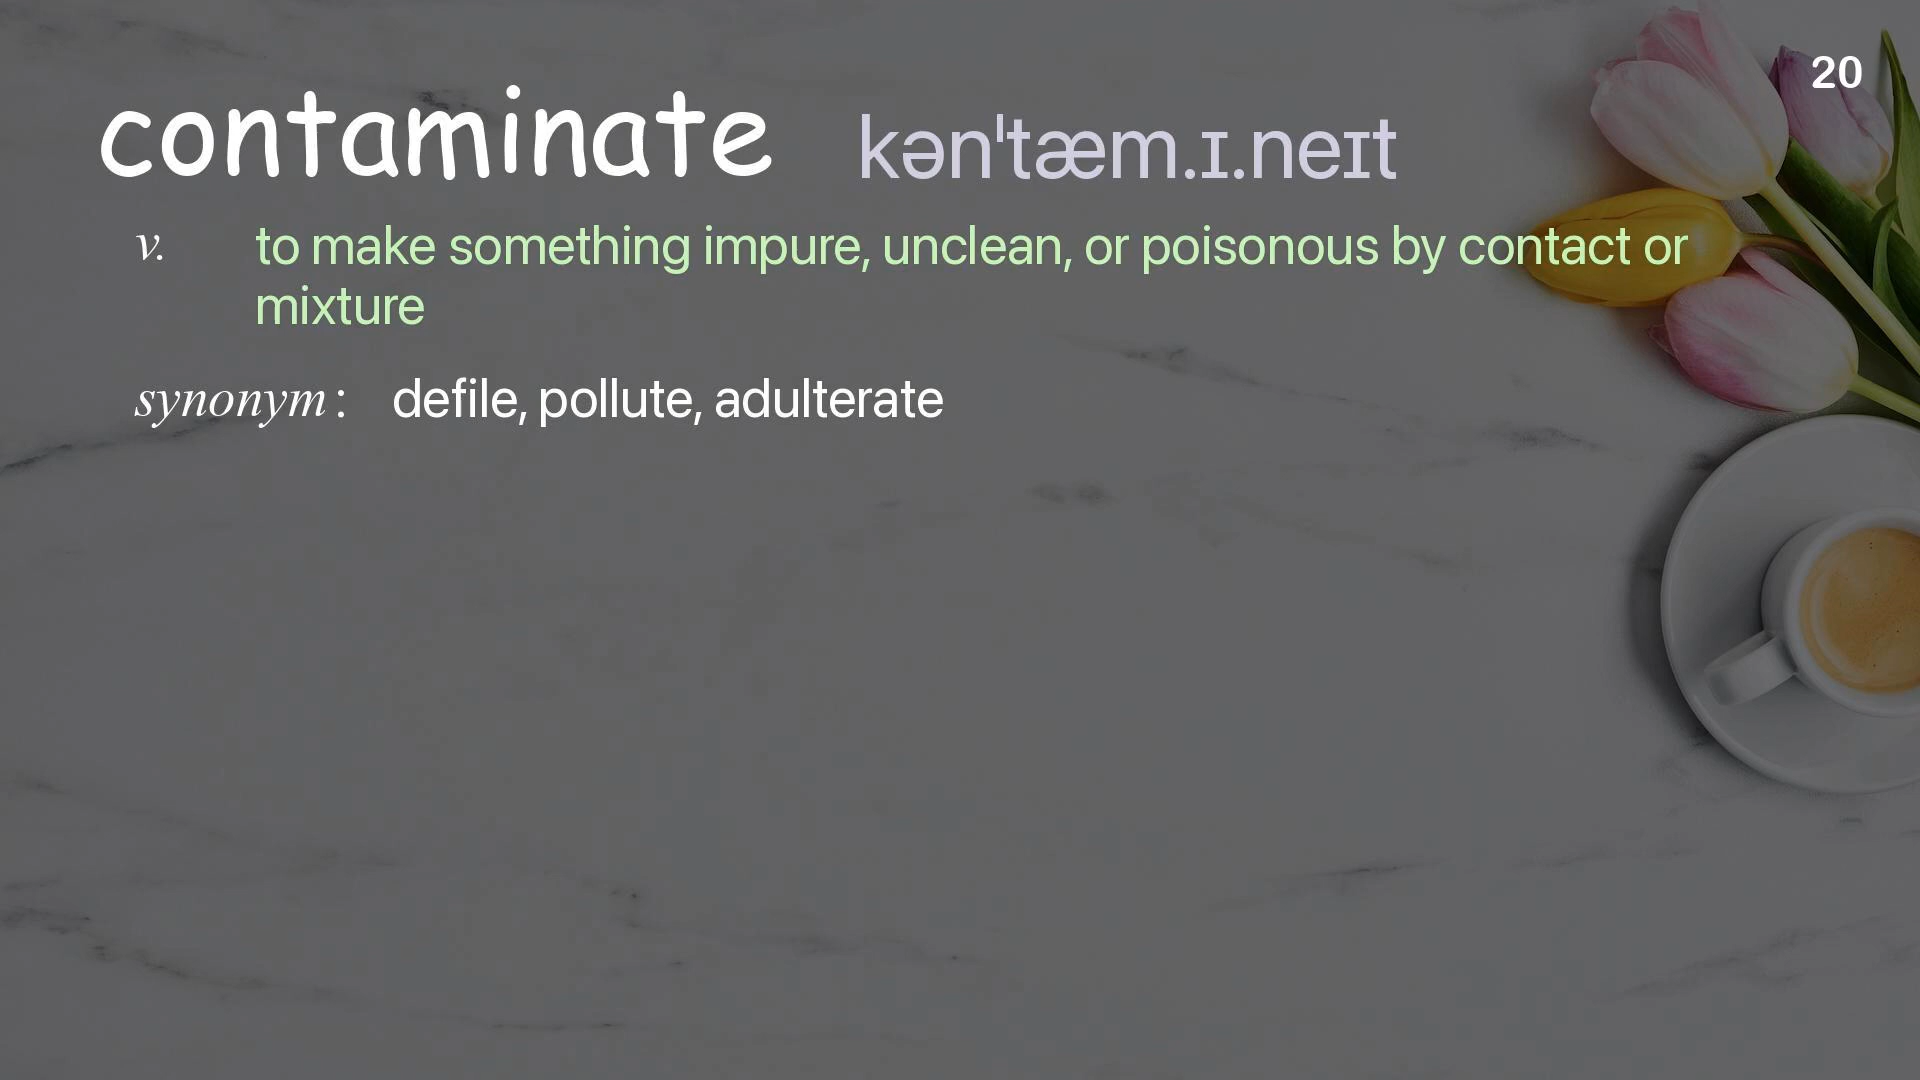 20
contaminate kənˈtæm.ɪ.neɪt
v. to make something impure, unclean, or poisonous by contact or
mixture
synonym : defile, pollute, adulterate